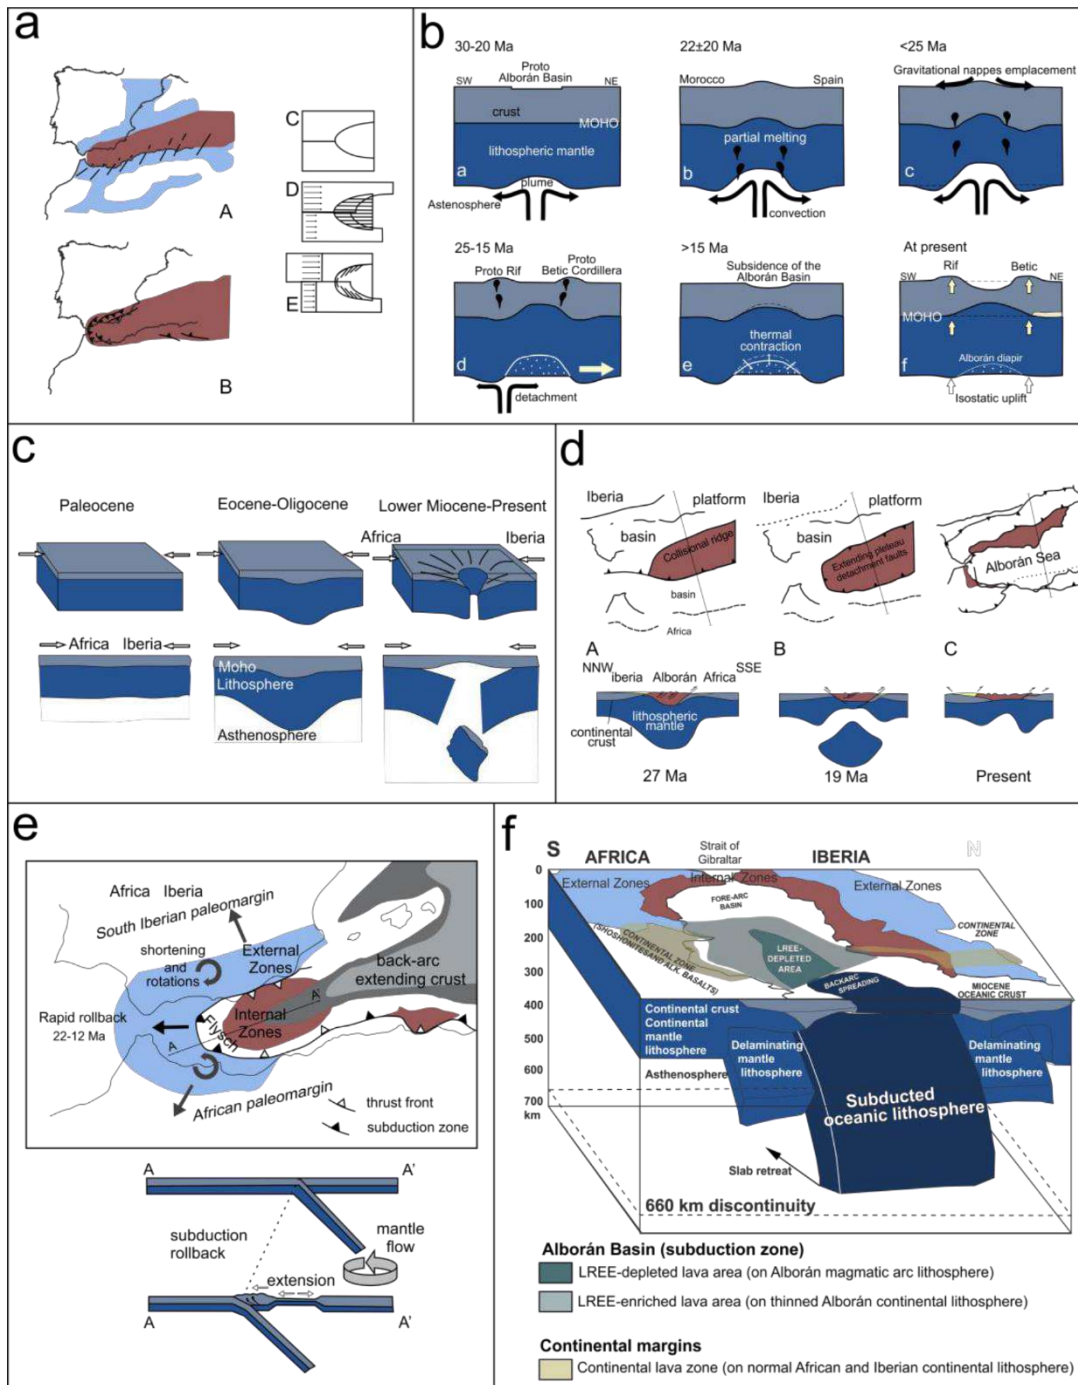 a
A
B
C
D
E
b
30-20 Ma
SW
Proto
Alborán Basin
NE
crust
MOHO
lithospheric mantle
a
plume
Astenosphere
22±20 Ma
Morocco
Spain
partial melting
b
convection
<25 Ma
Gravitational nappes emplacement
c
25-15 Ma
Proto Rif
Proto
Betic Cordillera
d
detachment
>15 Ma
Subsidence of the
Alborán Basin
thermal
contraction
e
At present
SW
Rif
Betic
NE
MOHO
Alborán diapir
f
Isostatic uplift
c
Paleocene
Eocene-Oligocene
Lower Miocene-Present
Africa
Iberia
Africa
Iberia
Moho
Lithosphere
Asthenosphere
d
Iberia
platform
basin
Collisional ridge
basin
Africa
Iberia
platform
basin
Extending pleteau
detachment faults
Alborán Sea
A
B
C
NNW
iberia
Alborán
Africa
SSE
lithospheric
mantle
continental
crust
27 Ma
19 Ma
Present
e
Africa
Iberia
South Iberian paleomargin
shortening
and
rotations
External
Zones
back-arc
extending crust
Rapid rollback
22-12 Ma
Flysch
Internal
Zones
A
A'
African paleomargin
thrust front
subduction zone
A
A'
subduction
rollback
mantle
flow
extension
A
A'
f
S
AFRICA
Strait of
Gibraltar
IBERIA
N
0
100
200
300
400
500
600
700
km
External Zones
Internal Zones
External Zones
FORE-ARC
BASIN
CONTINENTAL
ZONE
CONTINENTAL ZONE
(SHOSHONITESAND ALK. BASALTS)
LREE-
DEPLETED
AREA
BACKARC
SPREADING
MIOCENE
OCEANIC CRUST
Continental crust
Continental
mantle
lithosphere
Asthenosphere
Delaminating
mantle
lithosphere
Delaminating
mantle
lithosphere
Subducted
oceanic lithosphere
Slab retreat
660 km discontinuity
Alborán Basin (subduction zone)
LREE-depleted lava area (on Alborán magmatic arc lithosphere)
LREE-enriched lava area (on thinned Alborán continental lithosphere)
Continental margins
Continental lava zone (on normal African and Iberian continental lithosphere)